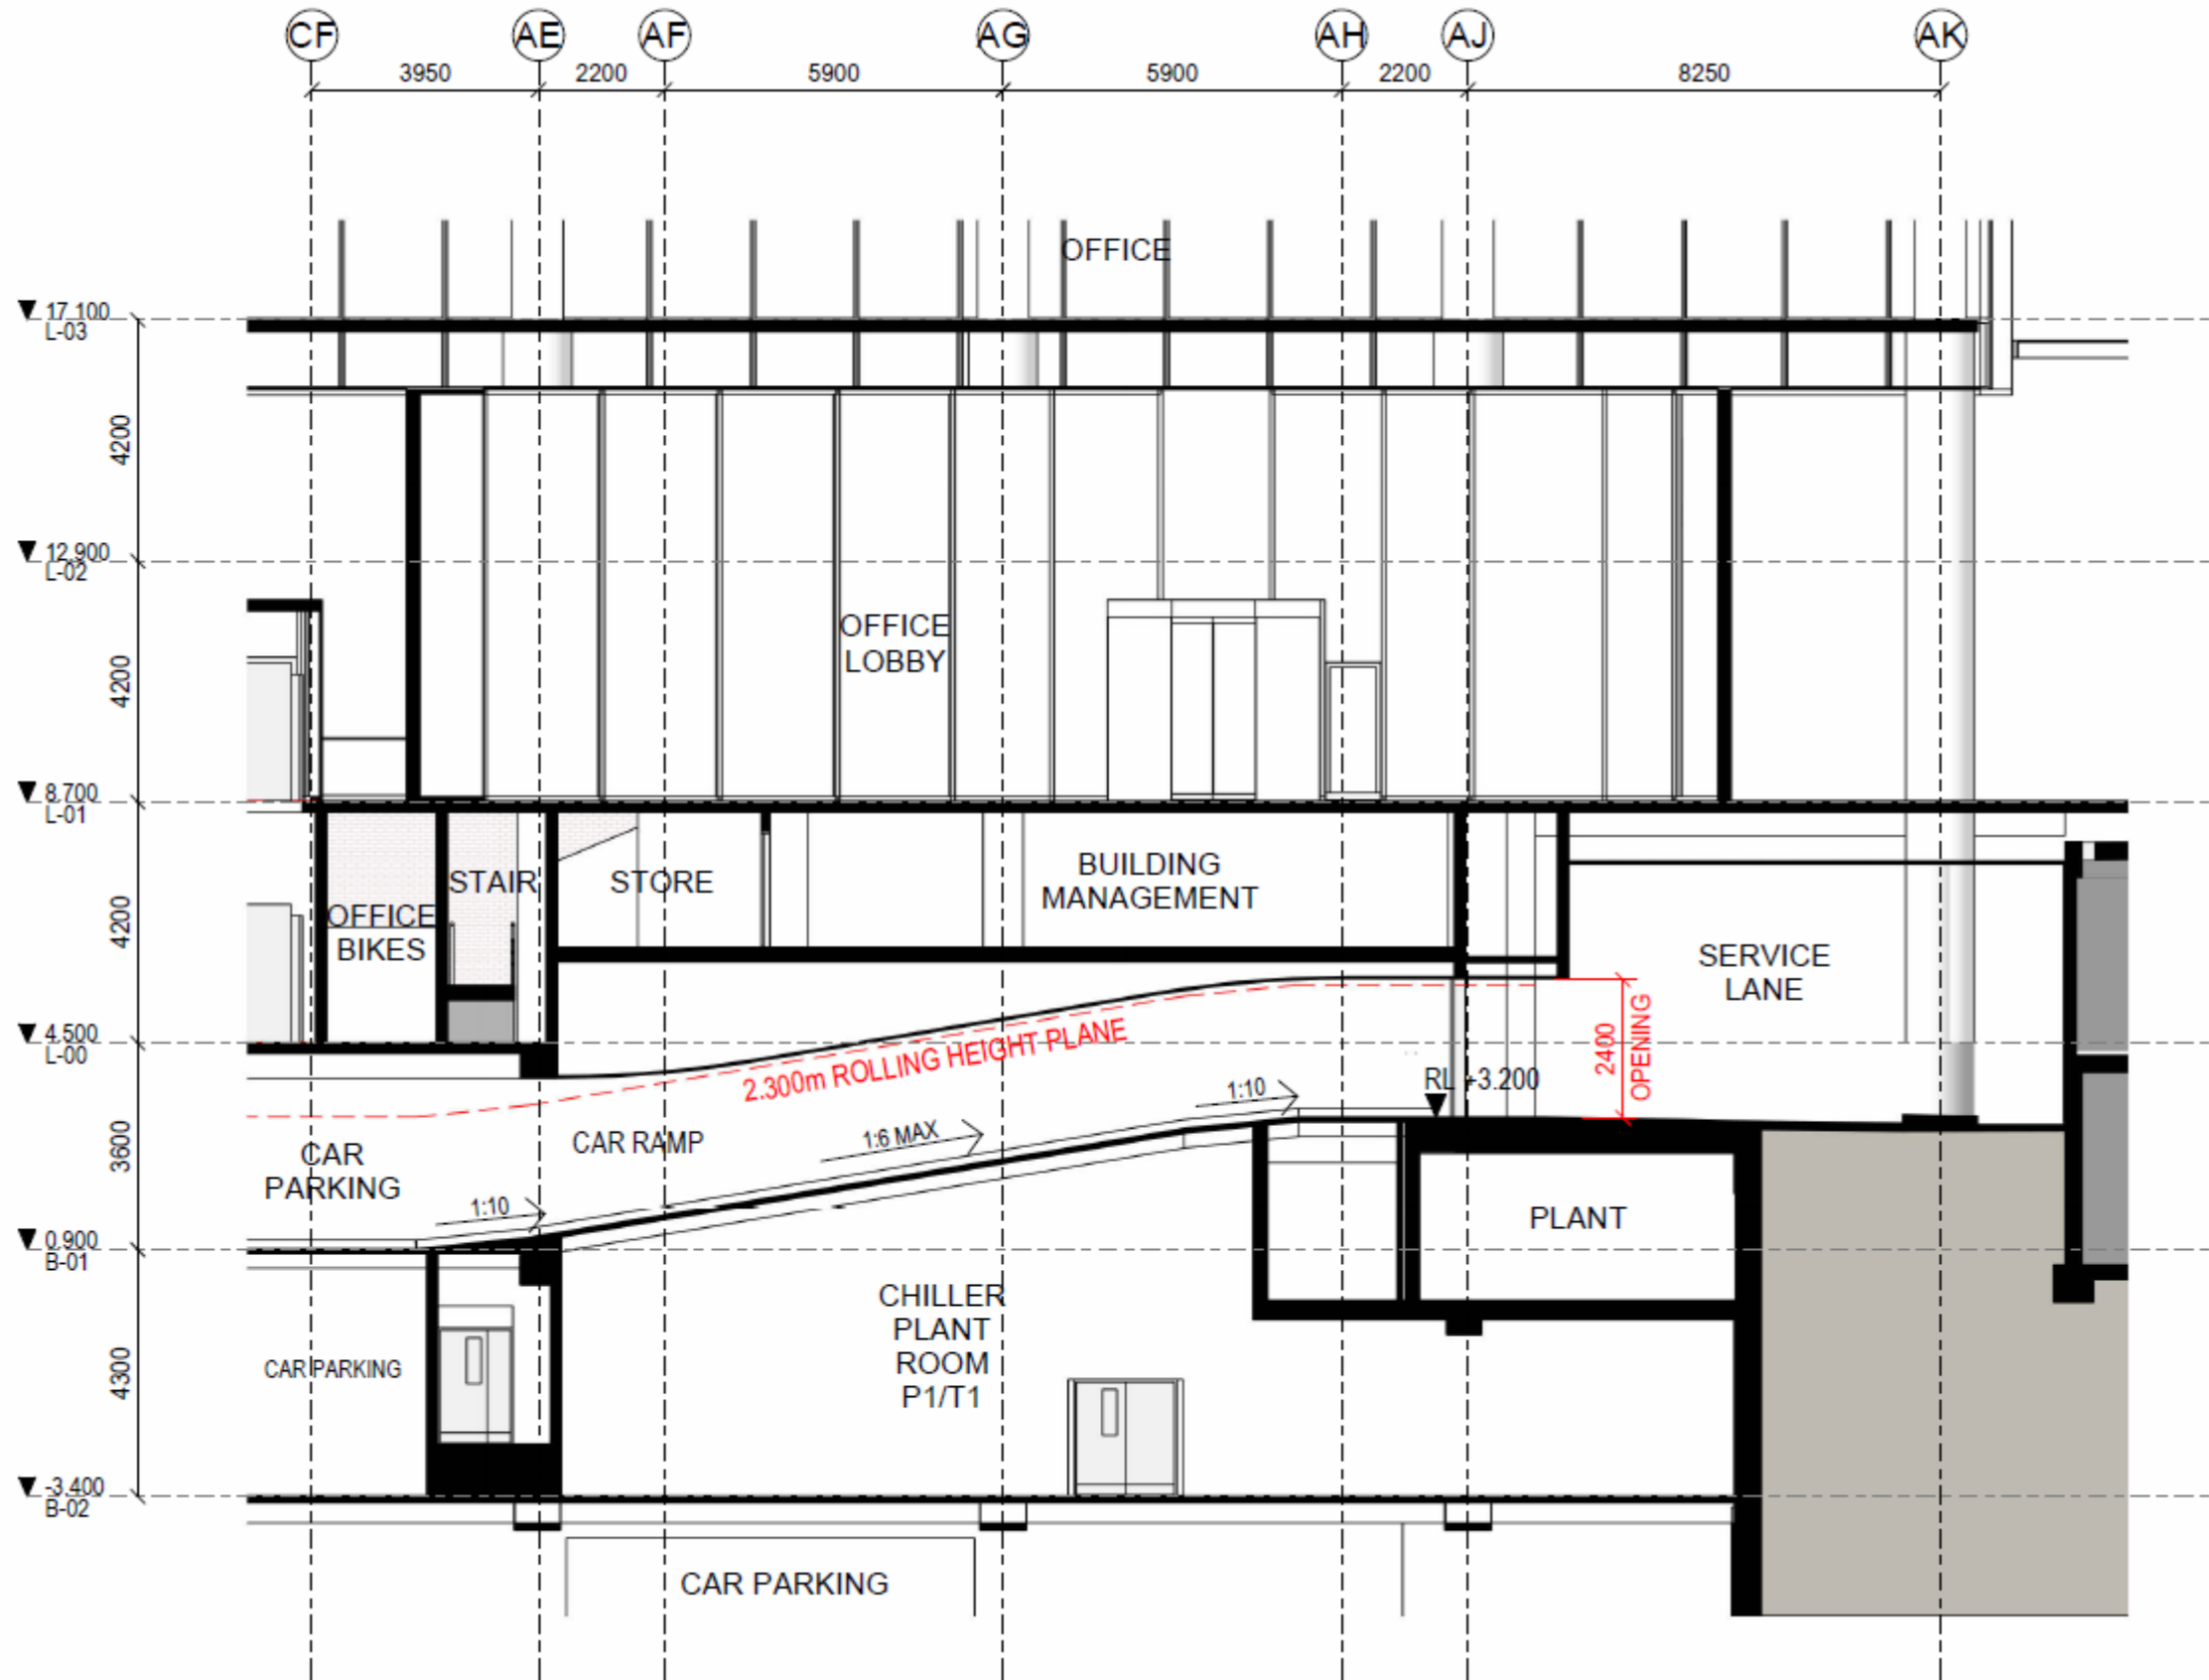 CF
AE
AF
AG
AH
AJ
AK
3950
2200
5900
5900
2200
8250
OFFICE
17.100
L-03
4200
12.900
L-02
OFFICE
LOBBY
4200
8.700
L-01
BUILDING
MANAGEMENT
STAIR
STORE
OFFICE
BIKES
4200
SERVICE
LANE
4.500
L-00
2400
OPENING
2.300m ROLLING HEIGHT PLANE
RL +3.200
1:10
1:6 MAX
CAR RAMP
3600
CAR
PARKING
1:10
PLANT
0.900
B-01
CHILLER
PLANT
ROOM
P1/T1
CAR PARKING
4300
-3.400
B-02
CAR PARKING